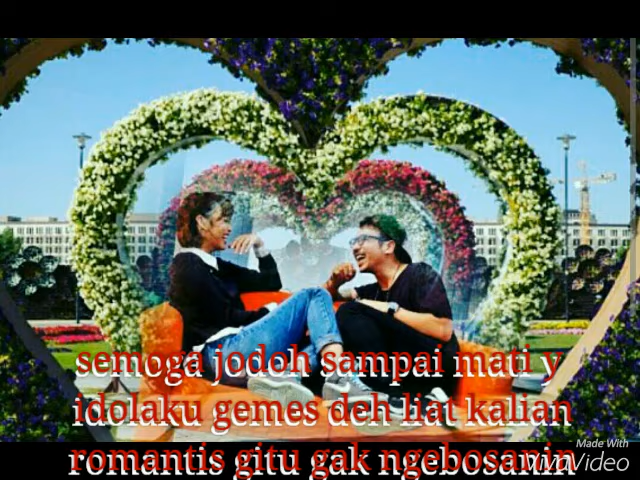 semoga jodoh sampai mati y
idolaku gemes deh liat kalian
romantis gitu gak ngebosanin
Made With
VivaVideo